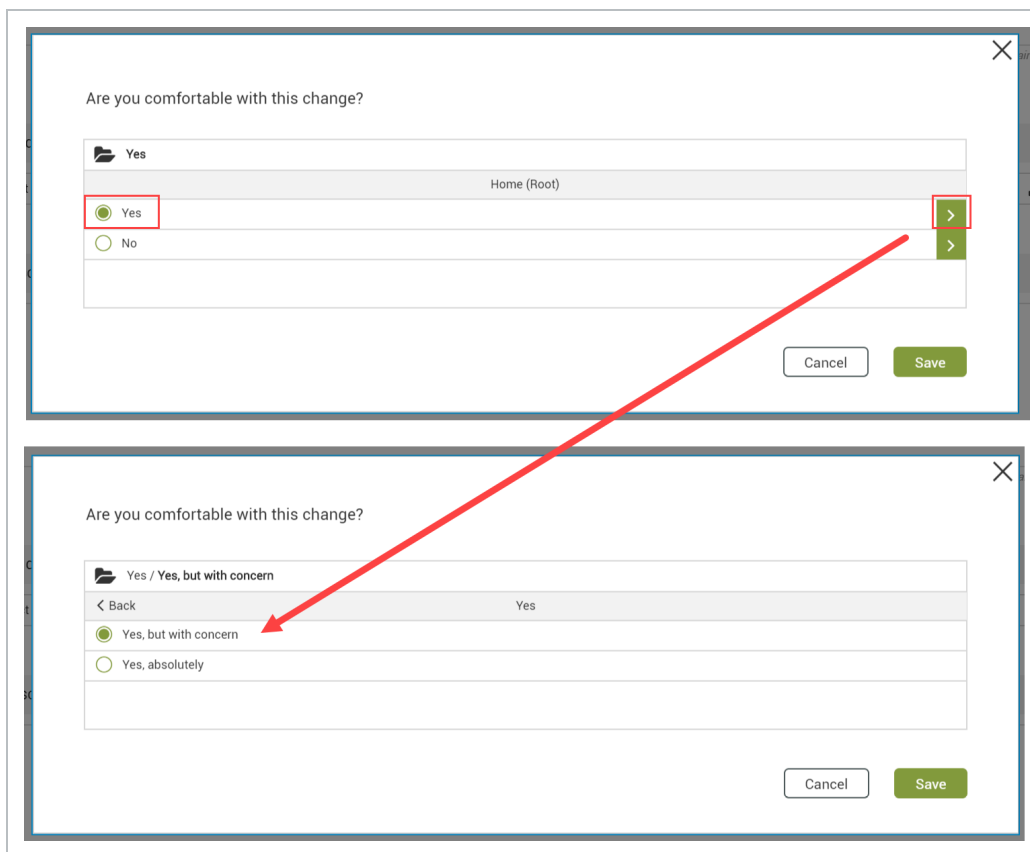 Are you comfortable with this change?
Yes
Home (Root)
Yes
No
Cancel Save
Are you comfortable with this change?
Yes / Yes, but with concern
Back Yes
Yes, but with concern
Yes, absolutely
Cancel Save